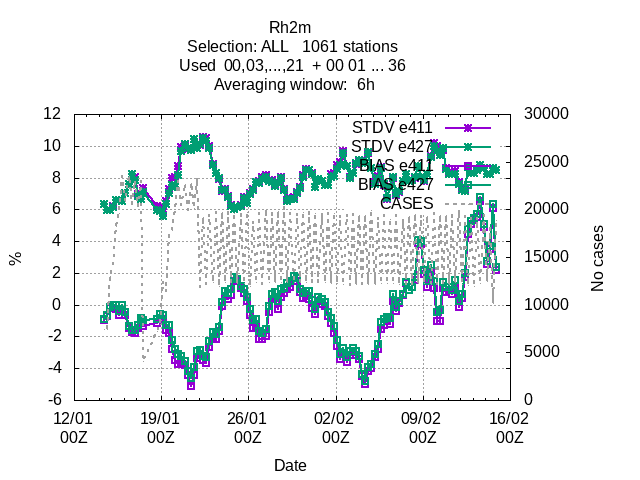 Rh2m
Selection: ALL   1061 stations
Used  00,03,...,21  + 00 01 ... 36
Averaging window:  6h
12
10
8
6
4
2
0
-2
-4
-6
%
30000
25000
20000
15000
10000
5000
0
No cases
STDV e411
STDV e427
BIAS e411
BIAS e427
CASES
12/01 19/01 26/01 02/02 09/02 16/02
00Z 00Z 00Z 00Z 00Z 00Z
Date